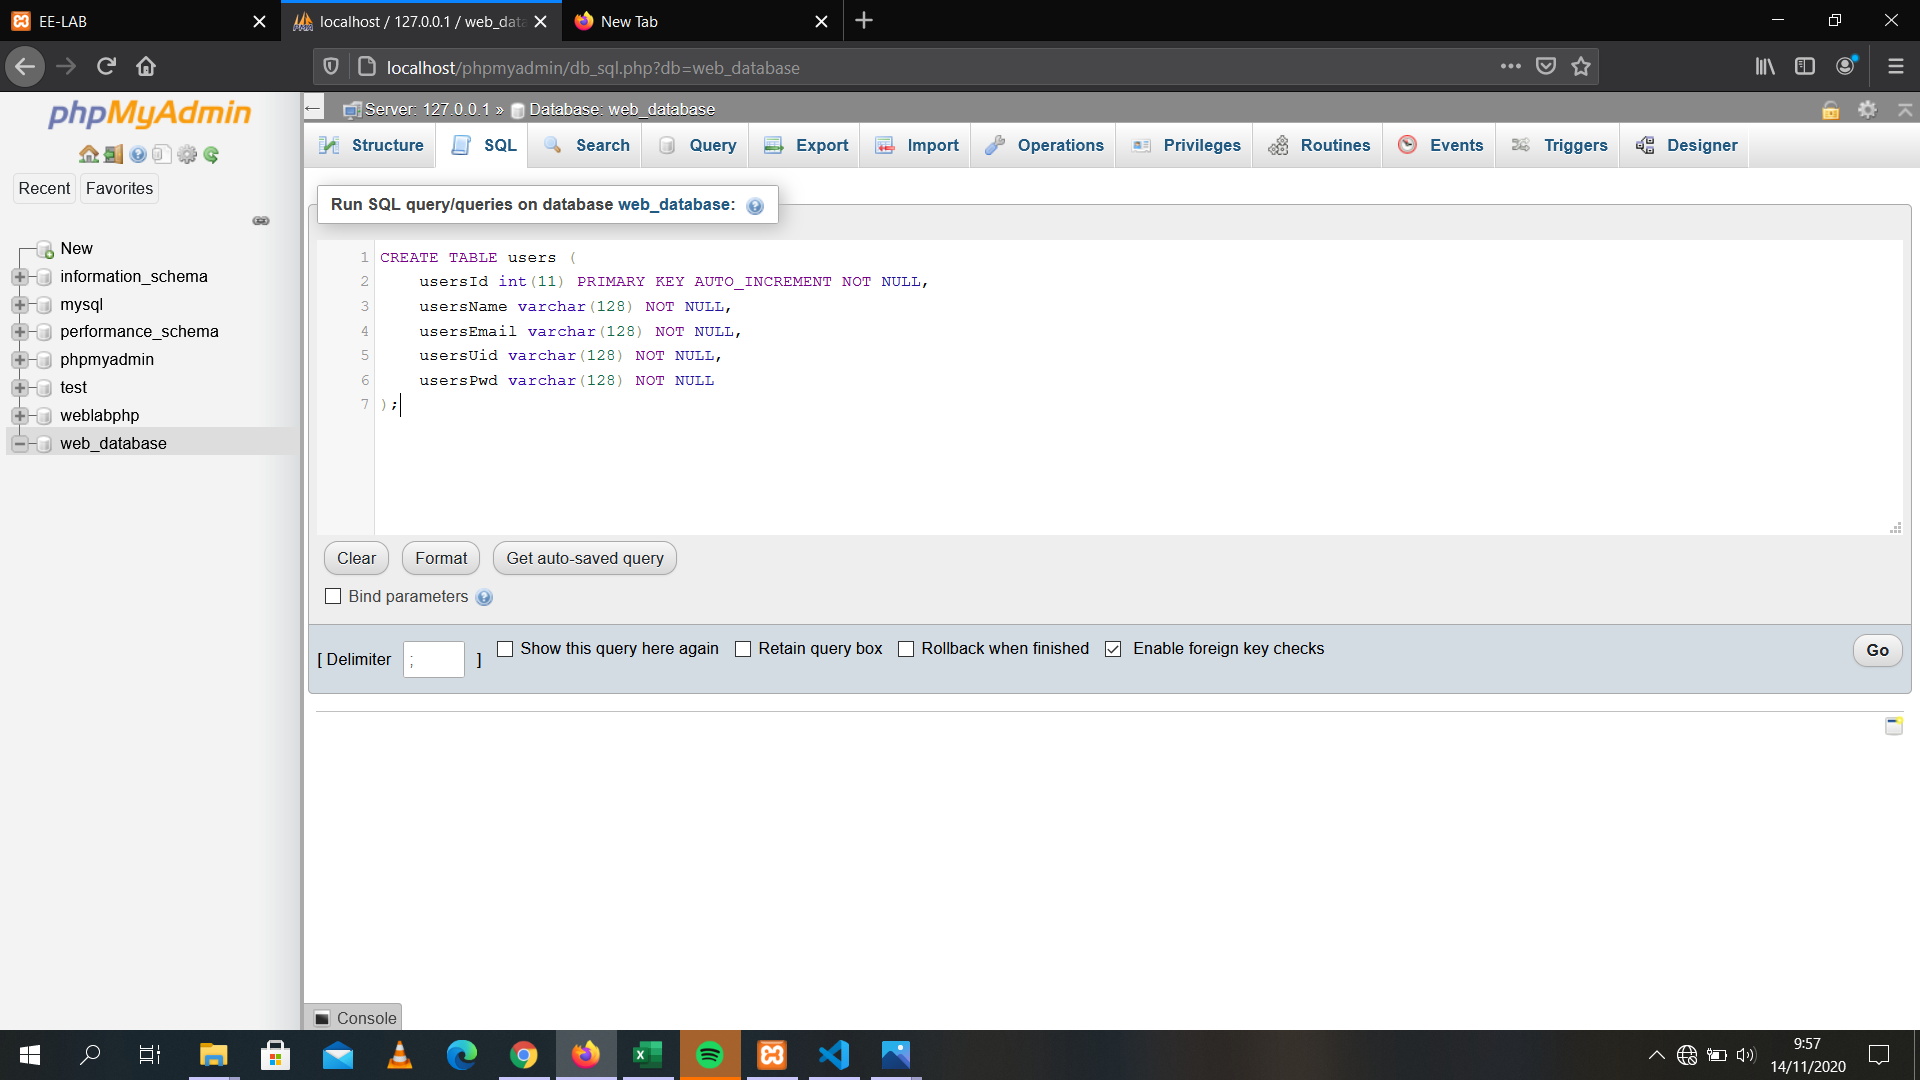 EE-LAB
localhost / 127.0.0.1 / web_data
New Tab
localhost/phpmyadmin/db_sql.php?db=web_database
phpMyAdmin
Recent
Favorites
New
information_schema
mysql
performance_schema
phpmyadmin
test
weblabphp
web_database
Server: 127.0.0.1 » Database: web_database
Structure
SQL
Search
Query
Export
Import
Operations
Privileges
Routines
Events
Triggers
Designer
Run SQL query/queries on database web_database:
1 CREATE TABLE users (
2 usersId int(11) PRIMARY KEY AUTO_INCREMENT NOT NULL,
3 usersName varchar(128) NOT NULL,
4 usersEmail varchar(128) NOT NULL,
5 usersUid varchar(128) NOT NULL,
6 usersPwd varchar(128) NOT NULL
7 );
Clear
Format
Get auto-saved query
Bind parameters
[ Delimiter ; ]
Show this query here again
Retain query box
Rollback when finished
Enable foreign key checks
Go
Console
9:57
14/11/2020